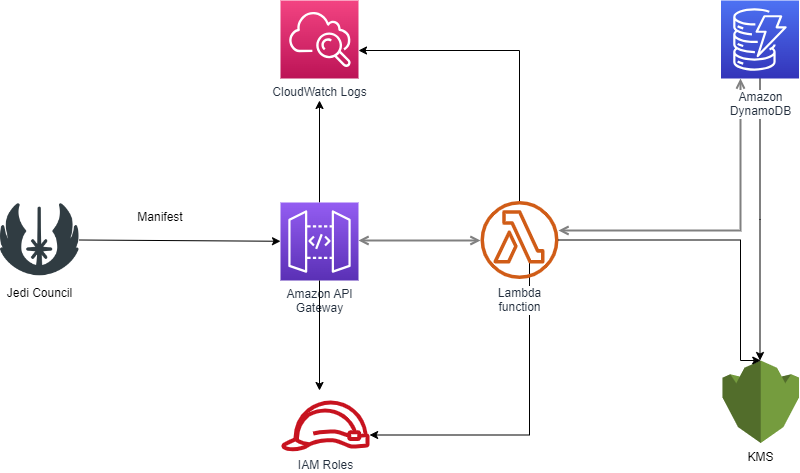 CloudWatch Logs
Amazon
DynamoDB
Manifest
</>
Jedi Council
Amazon API
Gateway
Lambda
function
IAM Roles
KMS